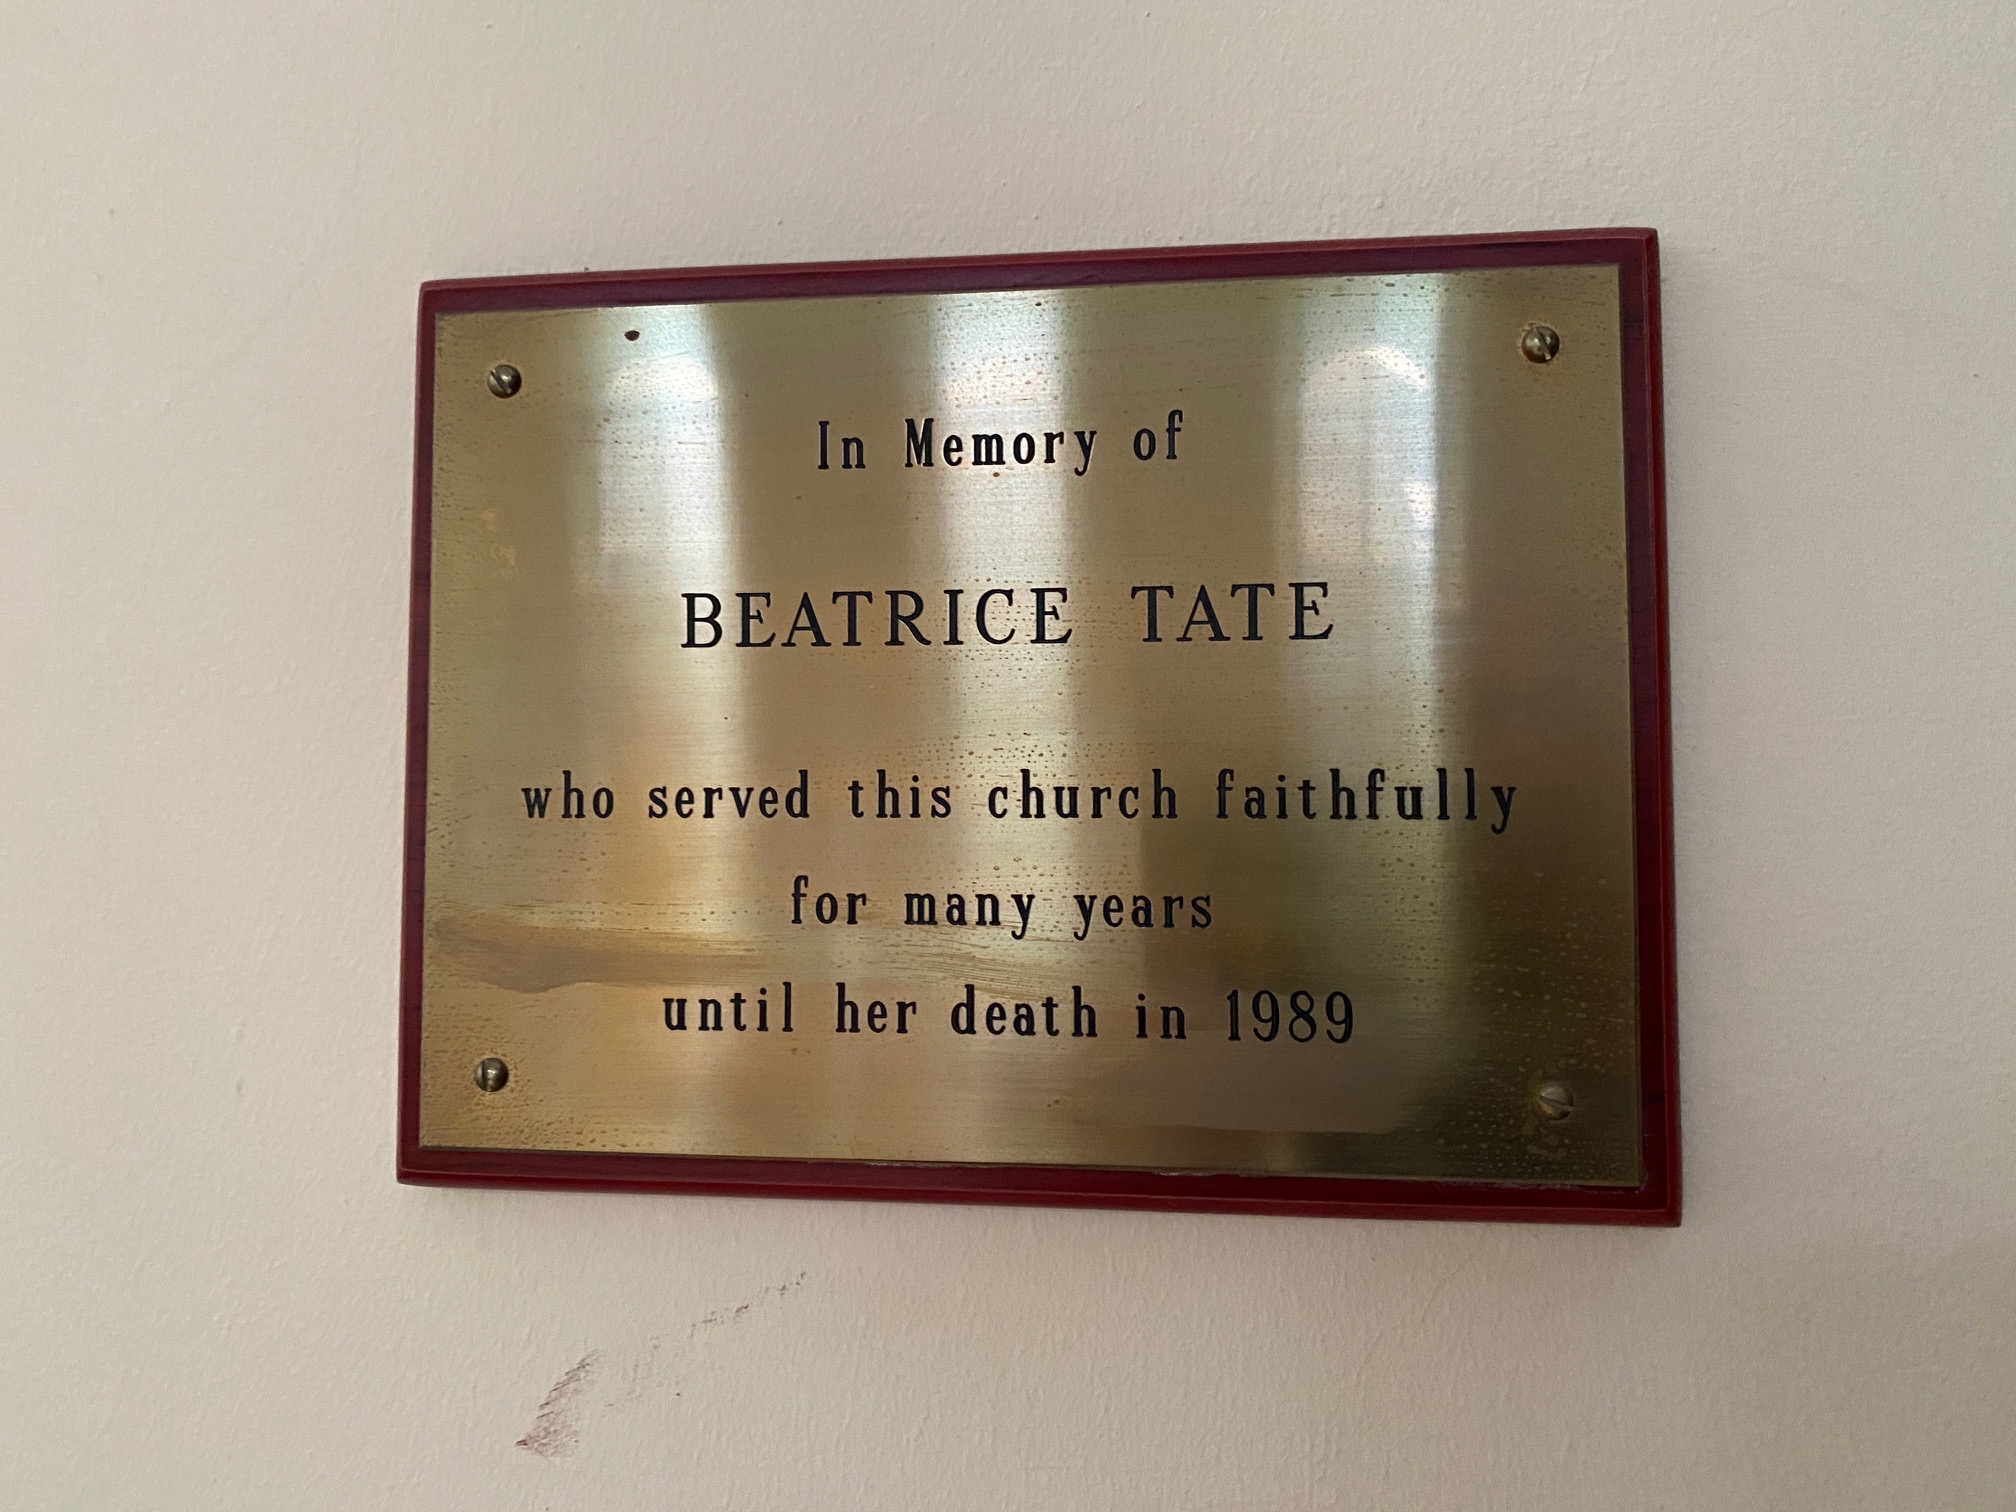 In Memory of
BEATRICE TATE
who served this church faithfully
for many years
until her death in 1989